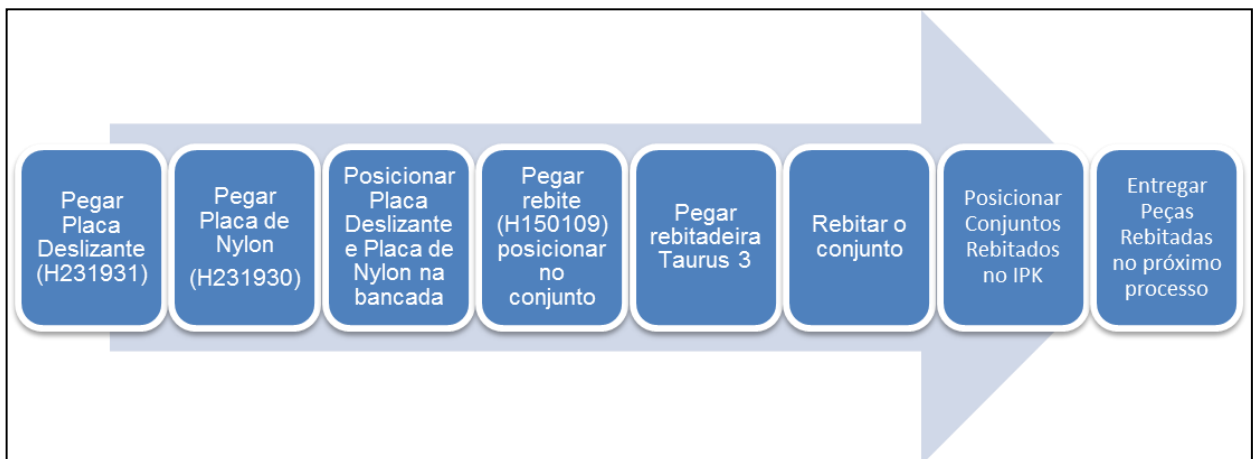 Pegar
Placa
Deslizante
(H231931)
Pegar
Placa de
Nylon
(H231930)
Posicionar
Placa
Deslizante
e Placa de
Nylon na
bancada
Pegar
rebite
(H150109)
posicionar
no
conjunto
Pegar
rebitadeira
Taurus 3
Rebitar o
conjunto
Posicionar
Conjuntos
Rebitados
no IPK
Entregar
Peças
Rebitadas
no próximo
processo